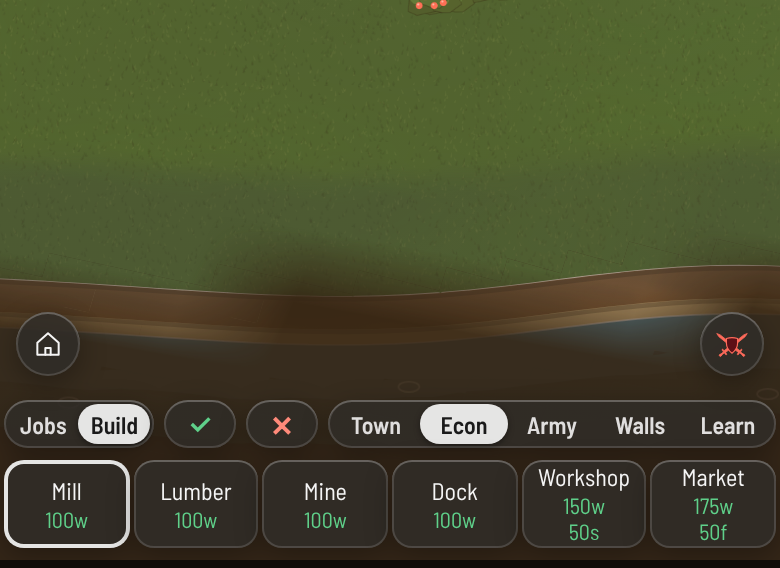 Jobs Build Town Econ Army Walls Learn
Mill Lumber Mine Dock Workshop Market
100w 100w 100w 100w 150w 175w
50s 50f